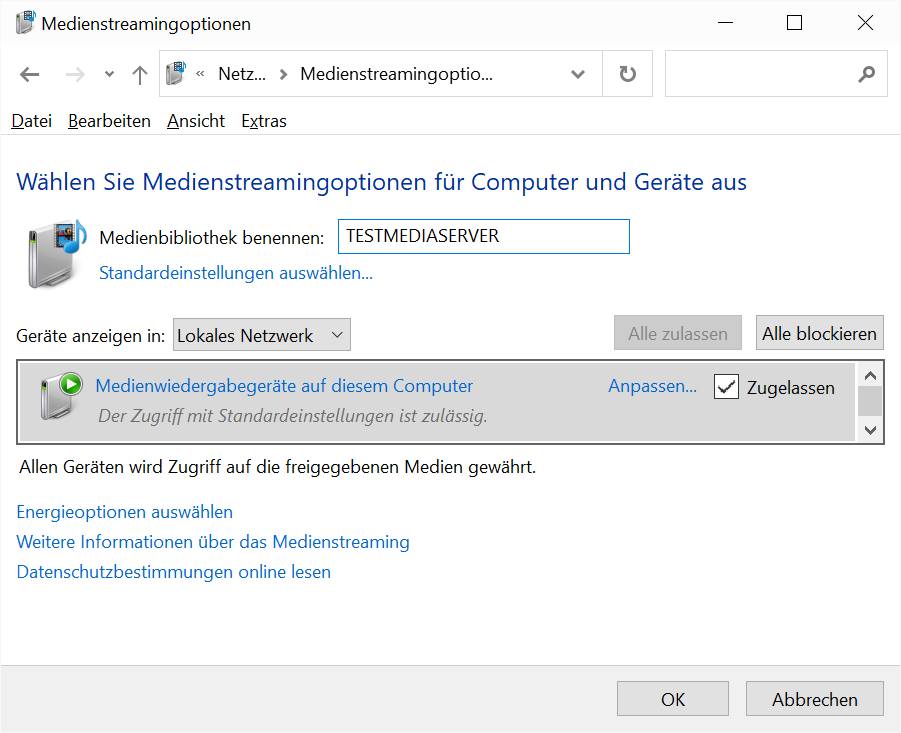 Medienstreamingoptionen
« Netz... > Medienstreamingoptio...
Datei Bearbeiten Ansicht Extras
Wählen Sie Medienstreamingoptionen für Computer und Geräte aus
Medienbibliothek benennen: TESTMEDIASERVER
Standardeinstellungen auswählen...
Geräte anzeigen in: Lokales Netzwerk Alle zulassen Alle blockieren
Medienwiedergabegeräte auf diesem Computer Anpassen... Zugelassen
Der Zugriff mit Standardeinstellungen ist zulässig.
Allen Geräten wird Zugriff auf die freigegebenen Medien gewährt.
Energieoptionen auswählen
Weitere Informationen über das Medienstreaming
Datenschutzbestimmungen online lesen
OK Abbrechen